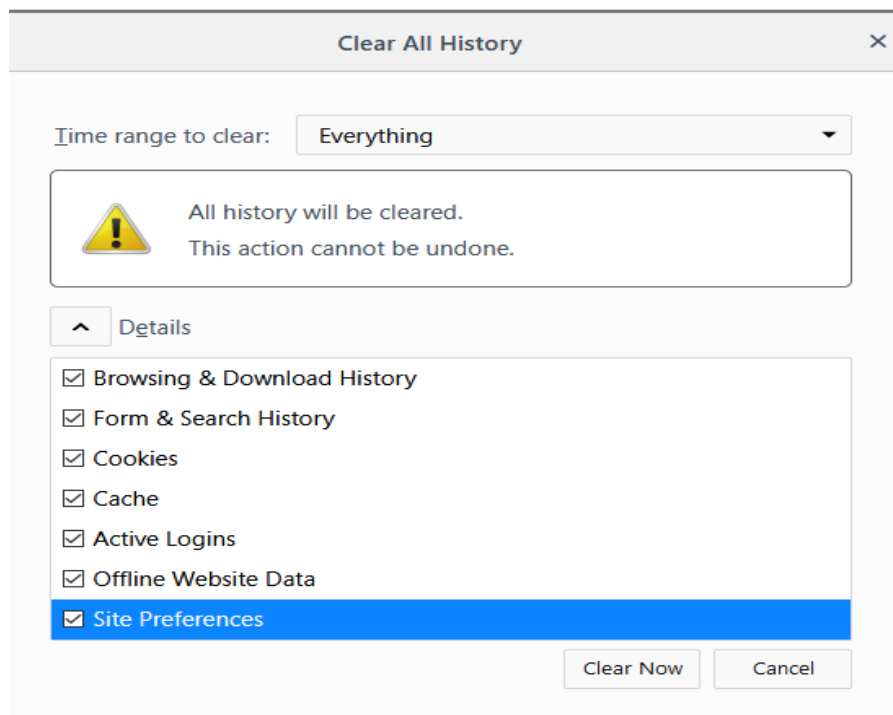 Clear All History
Time range to clear: Everything
All history will be cleared.
This action cannot be undone.
Details
Browsing & Download History
Form & Search History
Cookies
Cache
Active Logins
Offline Website Data
Site Preferences
Clear Now Cancel